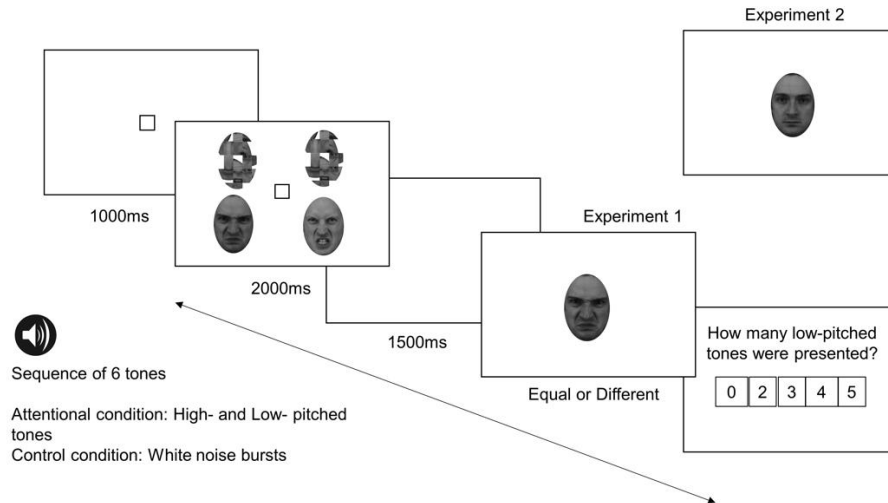 Experiment 2
1000ms
2000ms
Experiment 1
1500ms
Equal or Different
How many low-pitched
tones were presented?
0 2 3 4 5
Sequence of 6 tones
Attentional condition: High- and Low- pitched
tones
Control condition: White noise bursts